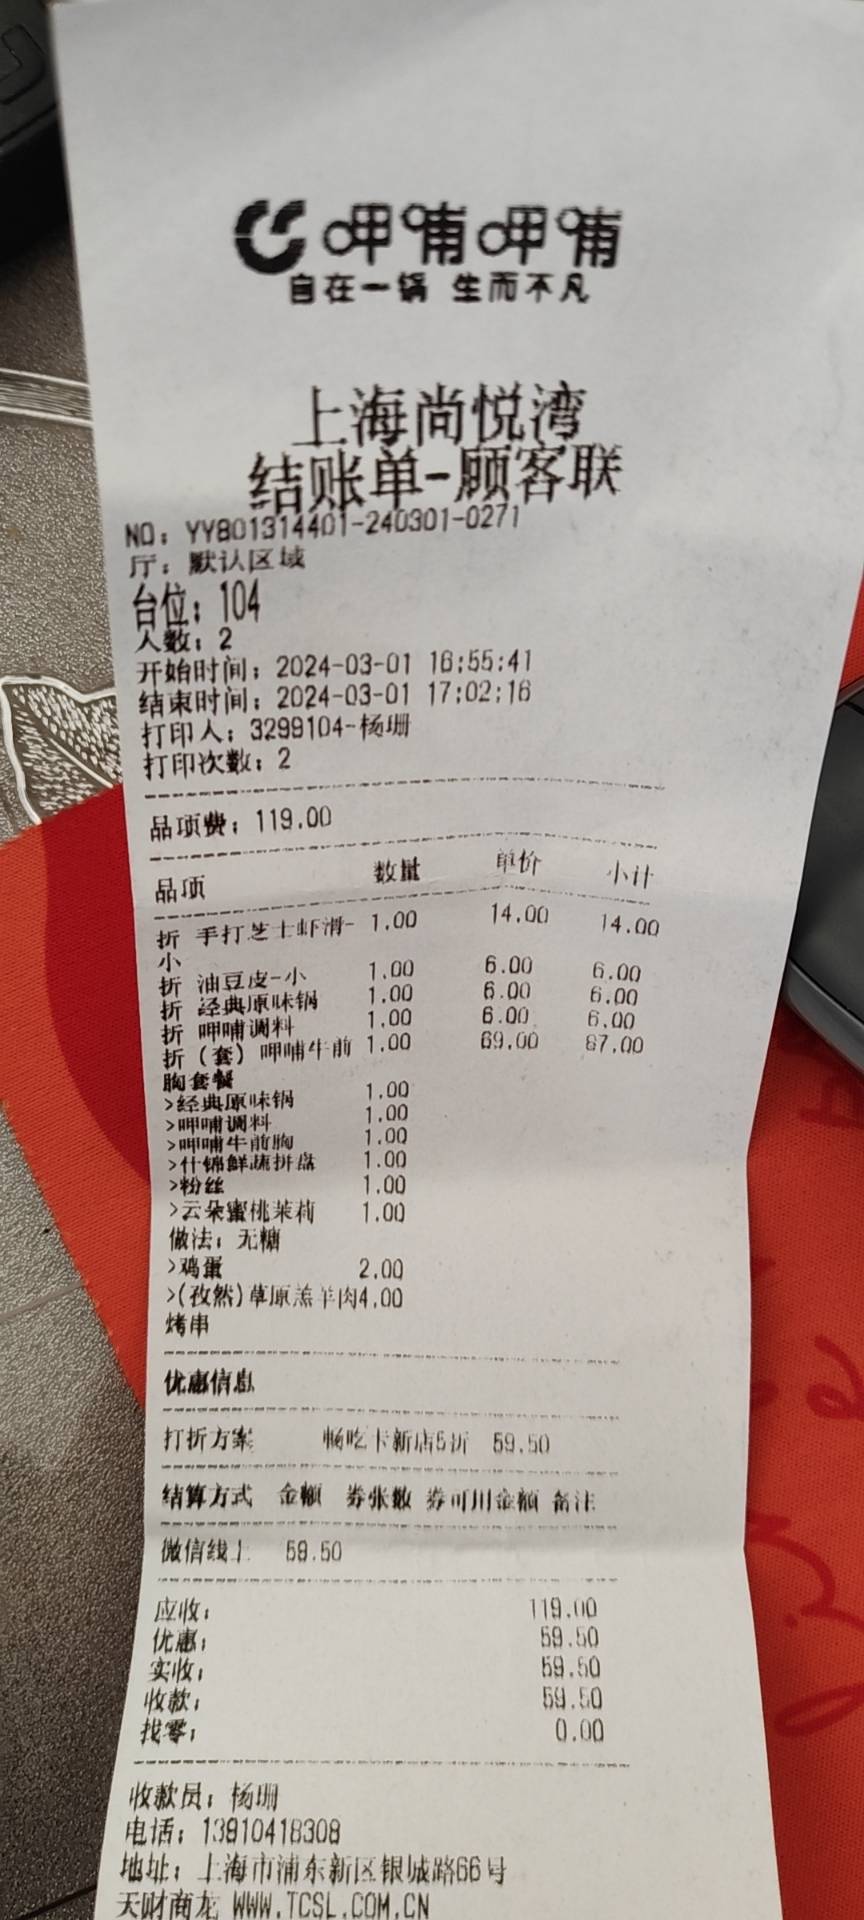 呷哺呷哺
自在一锅 生而不凡
上海尚悦湾
结账单-顾客联
NO: YYB01314401-240301-0271
厅: 默认区域
台位: 104
人数: 2
开始时间: 2024-03-01 16:55:41
结束时间: 2024-03-01 17:02:16
打印人: 3299104-杨珊
打印次数: 2
品项费: 119.00
品项 数量 单价 小计
折 手打芝士虾滑- 1.00 14.00 14.00
小
折 油豆皮-小 1.00 6.00 6.00
折 经典原味锅 1.00 6.00 6.00
折 呷哺调料 1.00 6.00 6.00
折 (套) 呷哺牛前 1.00 69.00 87.00
胸套餐
>经典原味锅 1.00
>呷哺调料 1.00
>呷哺牛前胸 1.00
>什锦鲜蔬拼盘 1.00
>粉丝 1.00
>云朵蜜桃茉莉 1.00
做法: 无糖
>鸡蛋 2.00
>(孜然)草原羔羊肉4.00
烤串
优惠信息
打折方案 畅吃卡新店5折 59.50
结算方式 金额 券张数 券可用金额 备注
微信线上 59.50
应收: 119.00
优惠: 59.50
实收: 59.50
收款: 59.50
找零: 0.00
收款员: 杨珊
电话: 13910418308
地址: 上海市浦东新区银城路66号
天财商龙 WWW.TCSL.COM.CN